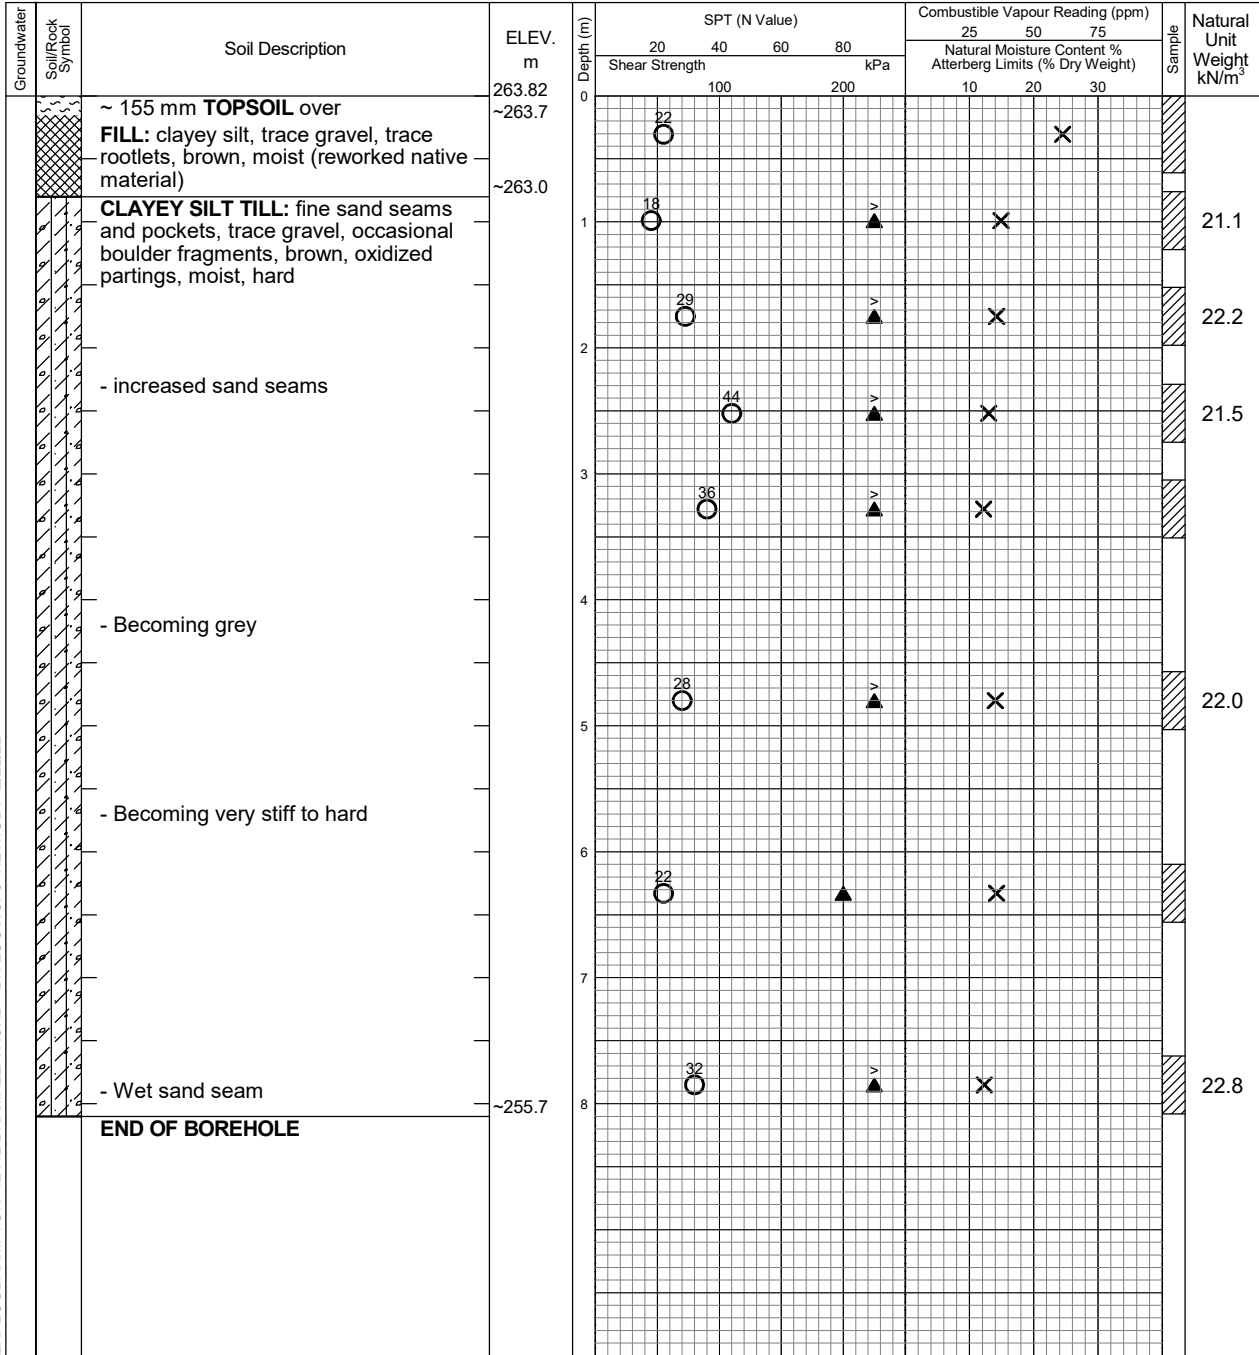 Groundwater
Soil/Rock
Symbol
Soil Description
ELEV.
m
263.82
Depth (m)
SPT (N Value)
20 40 60 80
Shear Strength kPa
100 200
Combustible Vapour Reading (ppm)
25 50 75
Natural Moisture Content %
Atterberg Limits (% Dry Weight)
10 20 30
Sample
Natural
Unit
Weight
kN/m³
0
~ 155 mm TOPSOIL over
~263.7
FILL: clayey silt, trace gravel, trace
rootlets, brown, moist (reworked native
material)
~263.0
22
CLAYEY SILT TILL: fine sand seams
and pockets, trace gravel, occasional
boulder fragments, brown, oxidized
partings, moist, hard
18 >
1 21.1
29 >
22.2
2
- increased sand seams
44 >
21.5
3
36 >
4
- Becoming grey
28 >
22.0
5
- Becoming very stiff to hard
6
22
7
32 >
22.8
- Wet sand seam
~255.7
8
END OF BOREHOLE